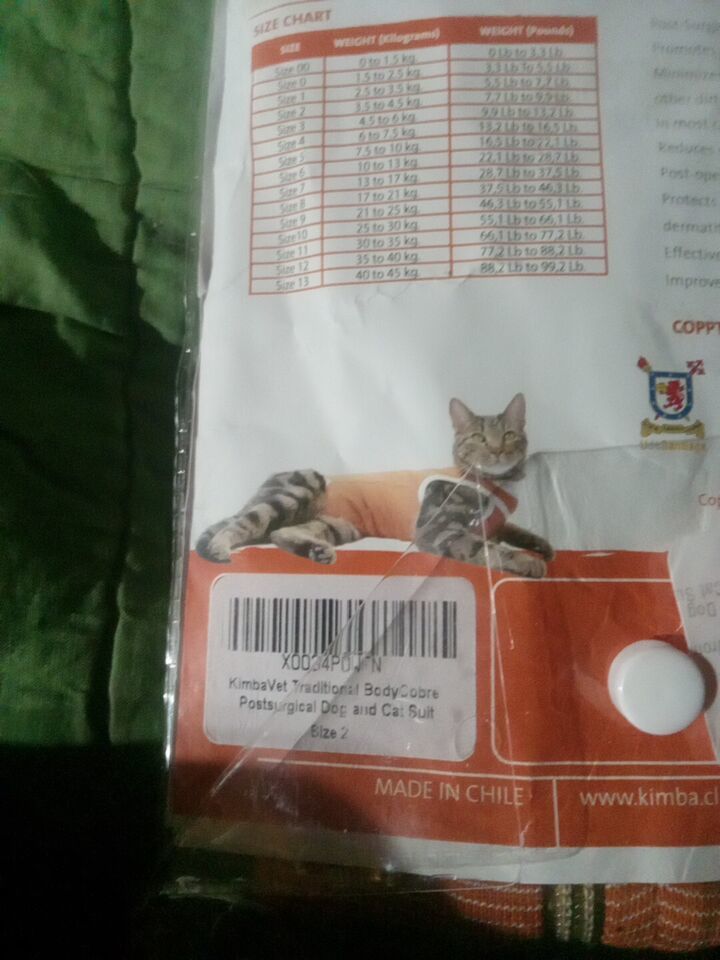 SIZE CHART
SIZE WEIGHT (Kilograms) WEIGHT (Pounds)
Size 00 0 to 1.5 kg. 0 Lb to 3.3 Lb
Size 0 1.5 to 2.5 kg. 3.3 Lb to 5.5 Lb
Size 1 2.5 to 3.5 kg. 5.5 Lb to 7.7 Lb
Size 2 3.5 to 4.5 kg. 7.7 Lb to 9.9 Lb
Size 3 4.5 to 6 kg. 9.9 Lb to 13,2 Lb
Size 4 6 to 7.5 kg. 13,2 Lb to 16,5 Lb
Size 5 7.5 to 10 kg. 16,5 Lb to 22,1 Lb
Size 6 10 to 13 kg. 22,1 Lb to 28,7 Lb
Size 7 13 to 17 kg. 28,7 Lb to 37,5 Lb
Size 8 17 to 21 kg. 37,5 Lb to 46,3 Lb
Size 9 21 to 25 kg. 46,3 Lb to 55,1 Lb
Size10 25 to 30 kg. 55,1 Lb to 66,1 Lb
Size 11 30 to 35 kg. 66,1 Lb to 77,2 Lb
Size 12 35 to 40 kg. 77,2 Lb to 88,2 Lb
Size 13 40 to 45 kg. 88,2 Lb to 99,2 Lb
Post-Surg
Promotes
Minimize
other
In most
Reduces
Post-ope
Protects
dermati
Effective
Improve
COPPT
KimbaVet Traditional BodyCobre
Postsurgical Dog and Cat Suit
Size 2
MADE IN CHILE
www.kimba.cl